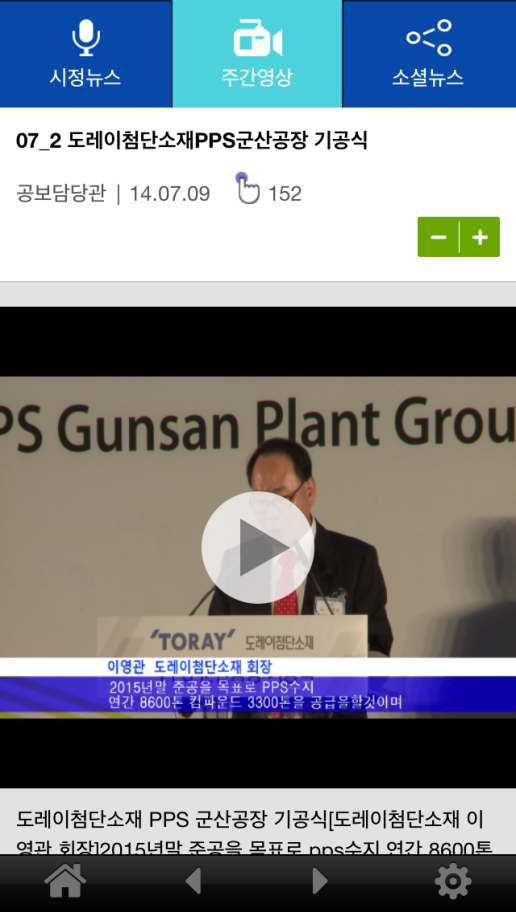 시정뉴스
주간영상
소셜뉴스
07_2 도레이첨단소재PPS군산공장 기공식
공보담당관 | 14.07.09 152
PS Gunsan Plant Grou
'TORAY' 도레이첨단소재
이영관 도레이첨단소재 회장
2015년말 준공을 목표로 PPS수지
연간 8600톤 컴파운드 3300톤을 공급을할것이며
도레이첨단소재 PPS 군산공장 기공식[도레이첨단소재 이
영관 회장]2015년말 준공을 목표로 pps수지 연간 8600톤